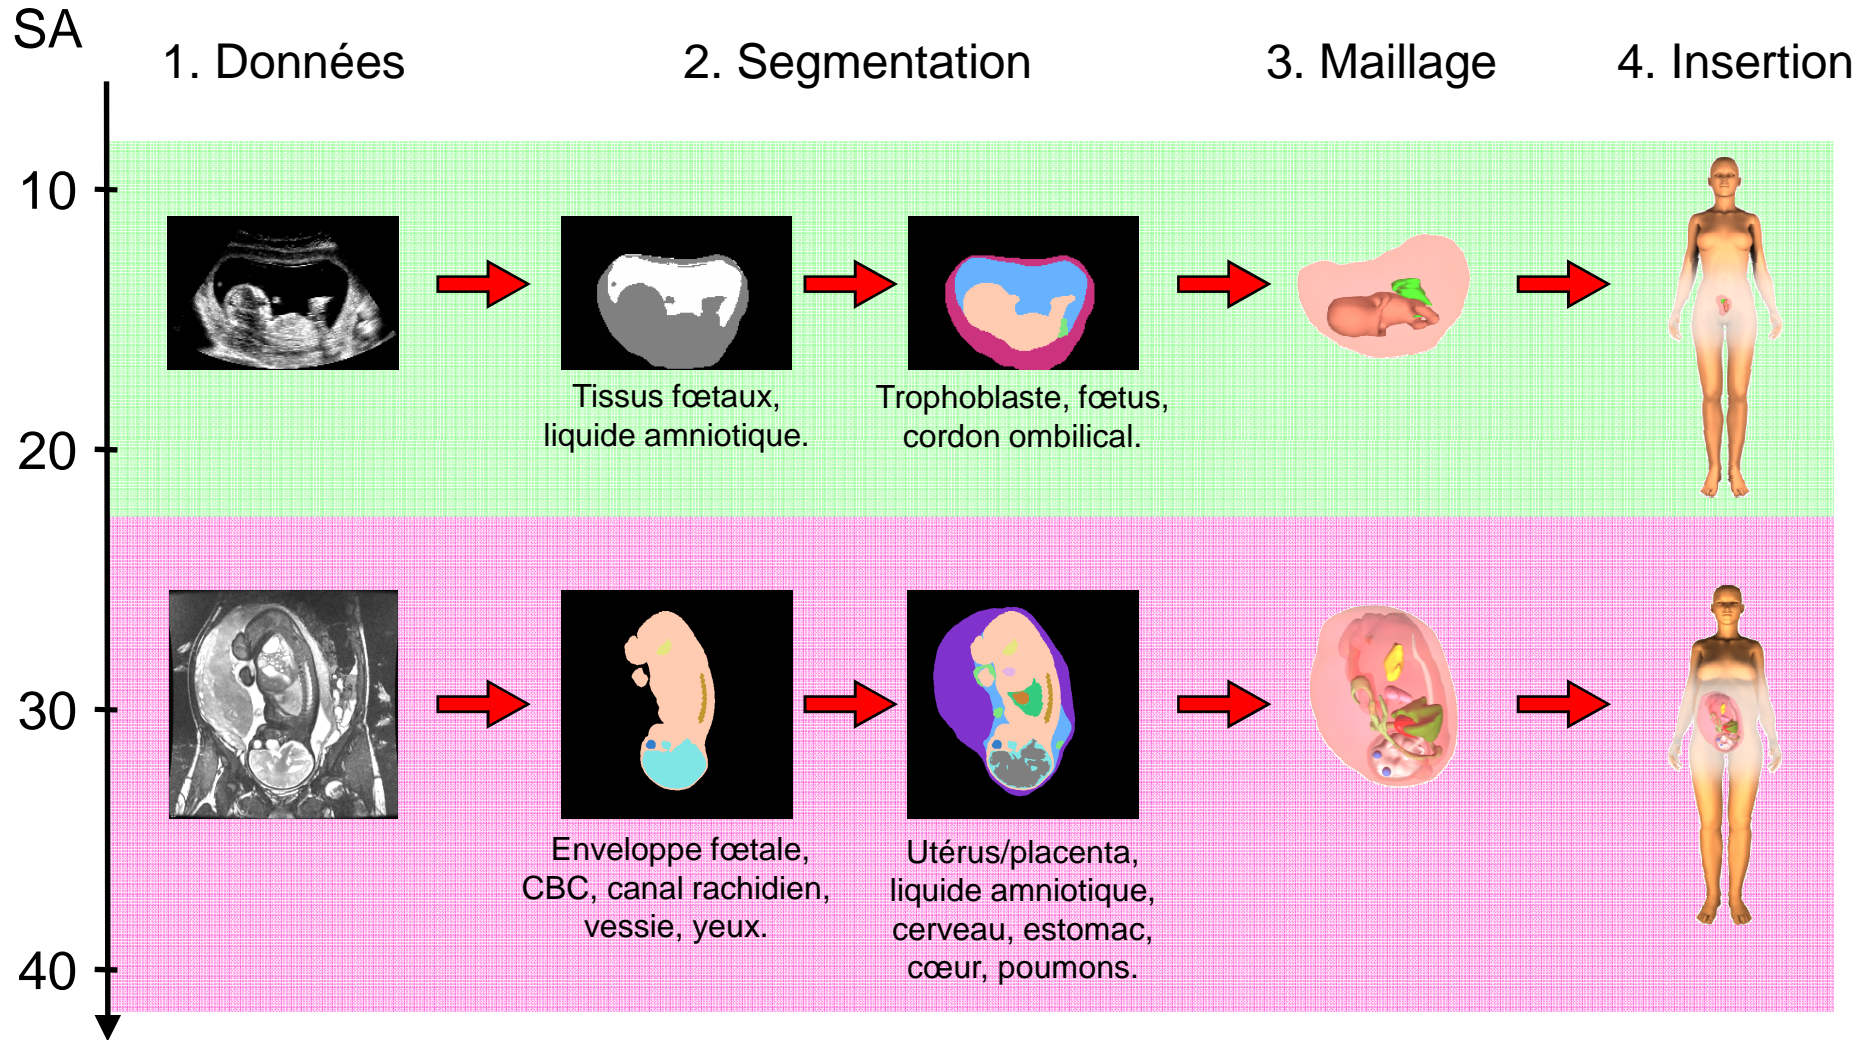 SA
1. Données
2. Segmentation
3. Maillage
4. Insertion
10
Tissus fœtaux,
liquide amniotique.
Trophoblaste, fœtus,
cordon ombilical.
20
30
Enveloppe fœtale,
CBC, canal rachidien,
vessie, yeux.
Utérus/placenta,
liquide amniotique,
cerveau, estomac,
cœur, poumons.
40